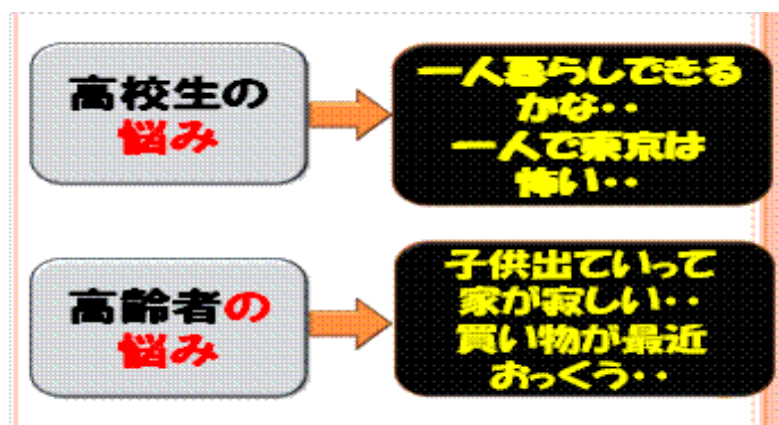 高校生の
悩み
一人暮らしできる
かな・・
一人で東京は
怖い・・
高齢者の
悩み
子供出ていって
家が寂しい・・
買い物が最近
おっくう・・